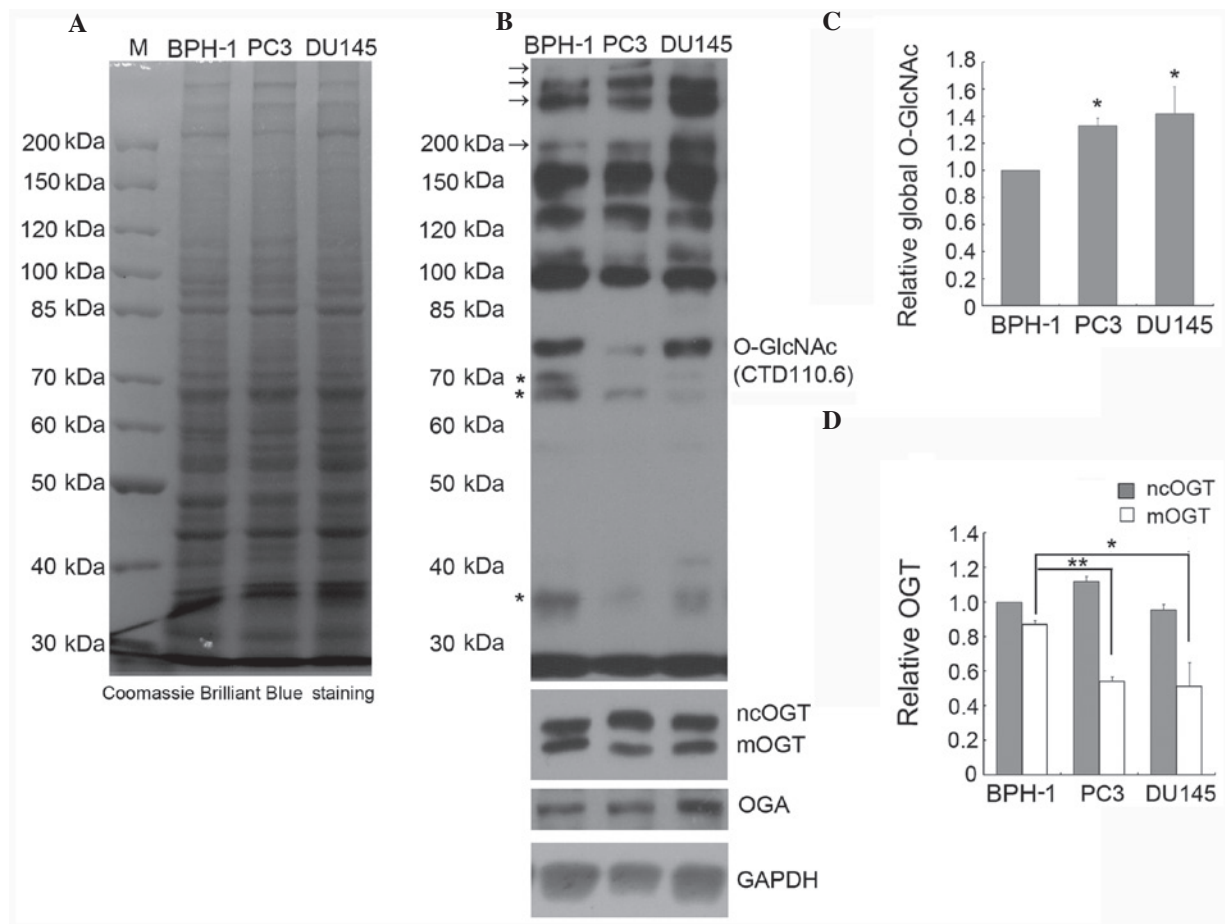 A
M BPH-1 PC3 DU145
200 kDa
150 kDa
120 kDa
100 kDa
85 kDa
70 kDa
60 kDa
50 kDa
40 kDa
30 kDa
Coomassie Brilliant Blue staining
B
BPH-1 PC3 DU145
→
→
→
200 kDa →
150 kDa
120 kDa
100 kDa
85 kDa
70 kDa *
*
60 kDa
50 kDa
40 kDa
*
30 kDa
O-GlcNAc
(CTD110.6)
ncOGT
mOGT
OGA
GAPDH
C
Relative global O-GlcNAc
1.8
1.6
1.4
1.2
1.0
0.8
0.6
0.4
0.2
0
* *
BPH-1 PC3 DU145
D
ncOGT
mOGT
Relative OGT
1.4
1.2
1.0
0.8
0.6
0.4
0.2
0
*
**
BPH-1 PC3 DU145